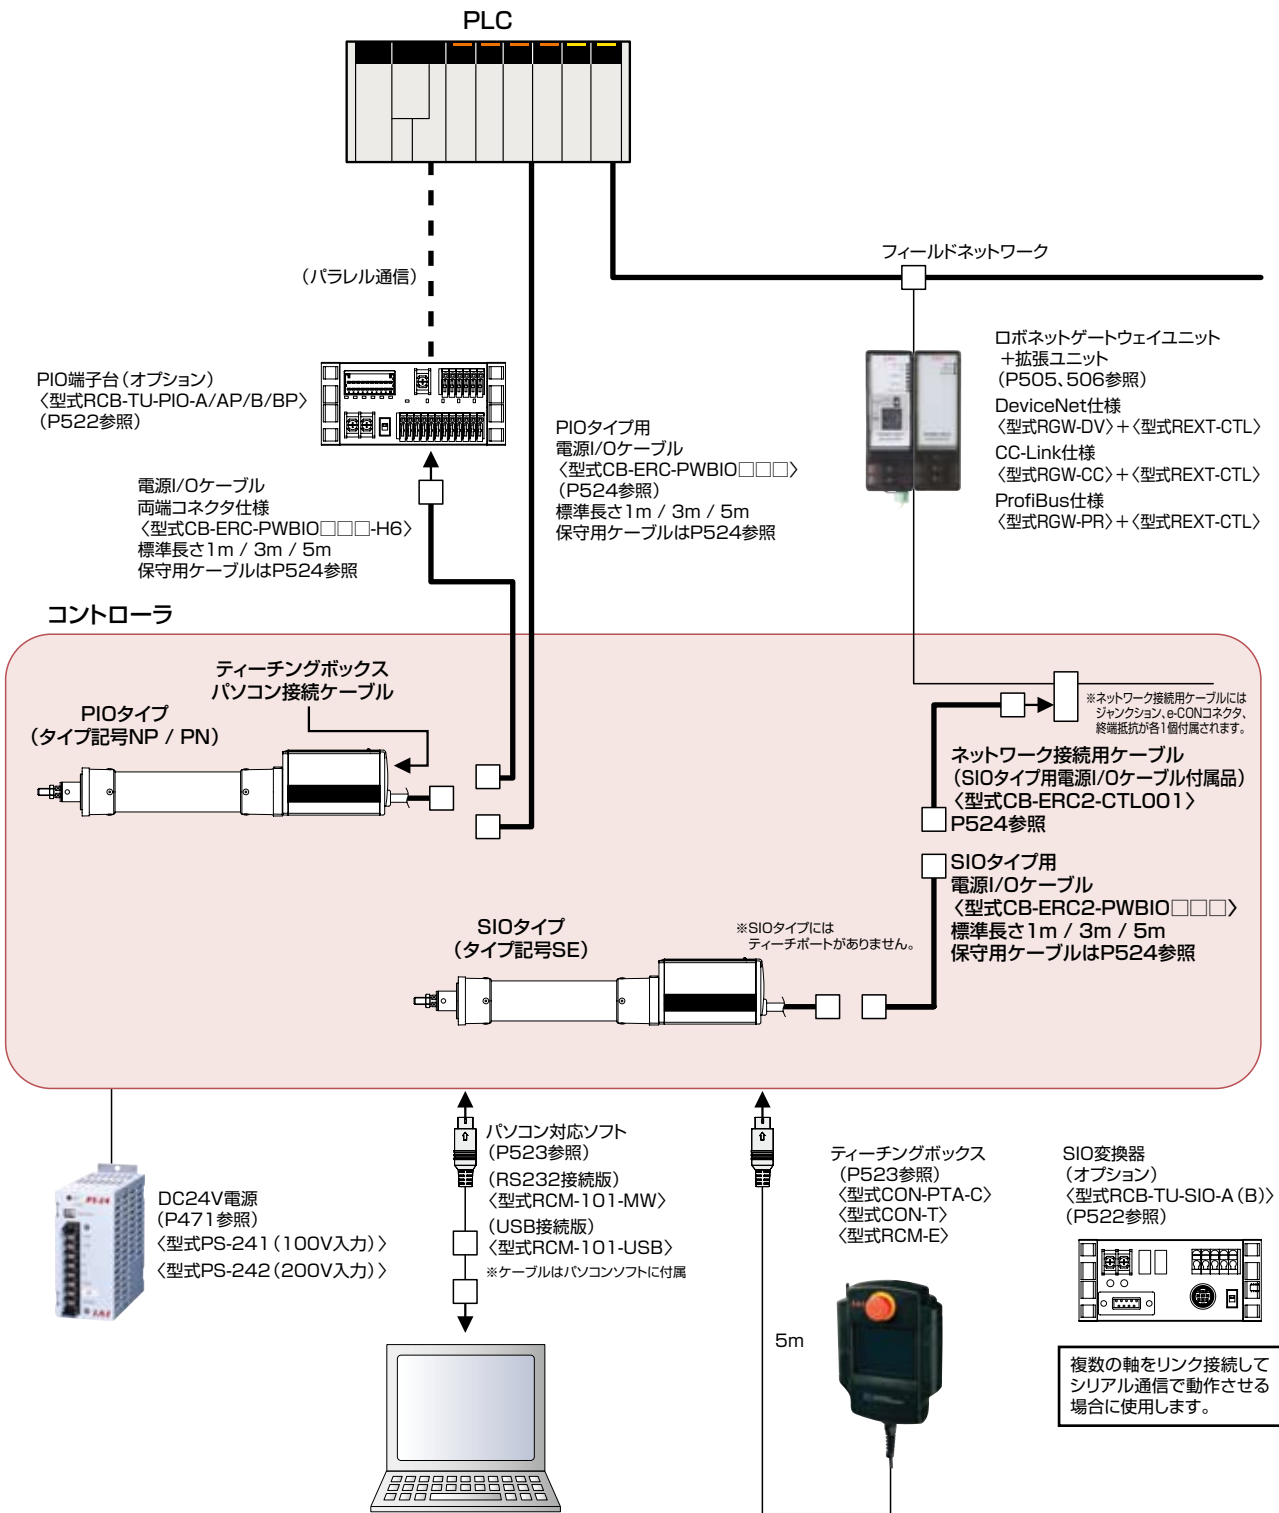 PLC
(パラレル通信)
フィールドネットワーク
PIO端子台(オプション)
〈型式RCB-TU-PIO-A/AP/B/BP〉
(P522参照)
電源I/Oケーブル
両端コネクタ仕様
〈型式CB-ERC-PWBIO□□□-H6〉
標準長さ1m / 3m / 5m
保守用ケーブルはP524参照
PIOタイプ用
電源I/Oケーブル
〈型式CB-ERC-PWBIO□□□〉
(P524参照)
標準長さ1m / 3m / 5m
保守用ケーブルはP524参照
ロボネットゲートウェイユニット
+拡張ユニット
(P505、506参照)
DeviceNet仕様
〈型式RGW-DV〉+〈型式REXT-CTL〉
CC-Link仕様
〈型式RGW-CC〉+〈型式REXT-CTL〉
ProfiBus仕様
〈型式RGW-PR〉+〈型式REXT-CTL〉
コントローラ
ティーチングボックス
パソコン接続ケーブル
PIOタイプ
(タイプ記号NP / PN)
※ネットワーク接続用ケーブルには
ジャンクション、e-CONコネクタ、
終端抵抗が各1個付属されます。
ネットワーク接続用ケーブル
(SIOタイプ用電源I/Oケーブル付属品)
〈型式CB-ERC2-CTL001〉
P524参照
SIOタイプ用
電源I/Oケーブル
〈型式CB-ERC2-PWBIO□□□〉
標準長さ1m / 3m / 5m
保守用ケーブルはP524参照
SIOタイプ
(タイプ記号SE)
※SIOタイプには
ティーチポートがありません。
DC24V電源
(P471参照)
〈型式PS-241(100V入力)〉
〈型式PS-242(200V入力)〉
PS-24
IAI
パソコン対応ソフト
(P523参照)
(RS232接続版)
〈型式RCM-101-MW〉
(USB接続版)
〈型式RCM-101-USB〉
※ケーブルはパソコンソフトに付属
ティーチングボックス
(P523参照)
〈型式CON-PTA-C〉
〈型式CON-T〉
〈型式RCM-E〉
5m
SIO変換器
(オプション)
〈型式RCB-TU-SIO-A(B)〉
(P522参照)
複数の軸をリンク接続して
シリアル通信で動作させる
場合に使用します。